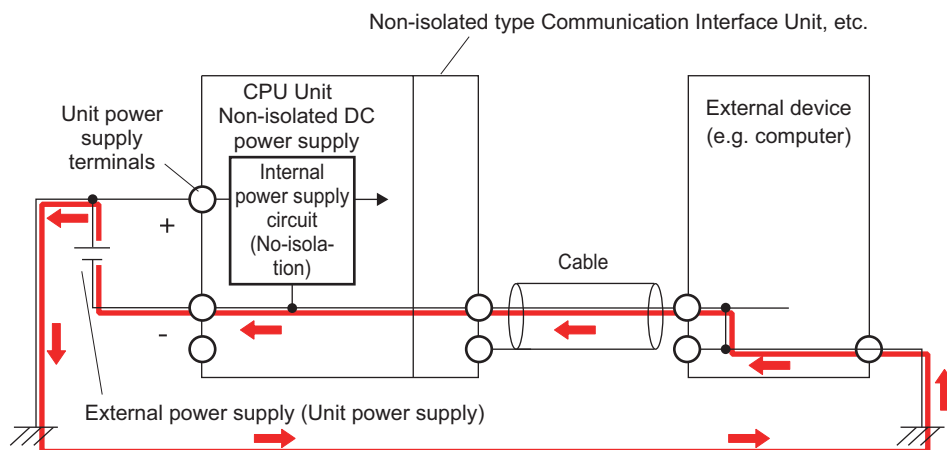 Non-isolated type Communication Interface Unit, etc.
Unit power
supply
terminals
CPU Unit
Non-isolated DC
power supply
Internal
power supply
circuit
(No-isola-
tion)
+
-
Cable
External device
(e.g. computer)
External power supply (Unit power supply)